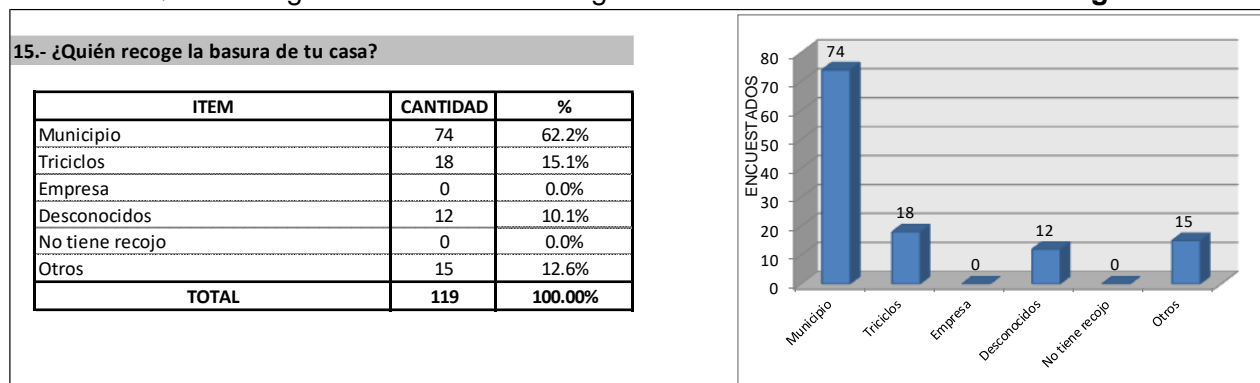 15.- ¿Quién recoge la basura de tu casa?
ITEM CANTIDAD %
Municipio 74 62.2%
Triciclos 18 15.1%
Empresa 0 0.0%
Desconocidos 12 10.1%
No tiene recojo 0 0.0%
Otros 15 12.6%
TOTAL 119 100.00%
ENCUESTADOS
80
70
60
50
40
30
20
10
0
74
18
0
12
0
15
Municipio
Triciclos
Empresa
Desconocidos
No tiene recojo
Otros